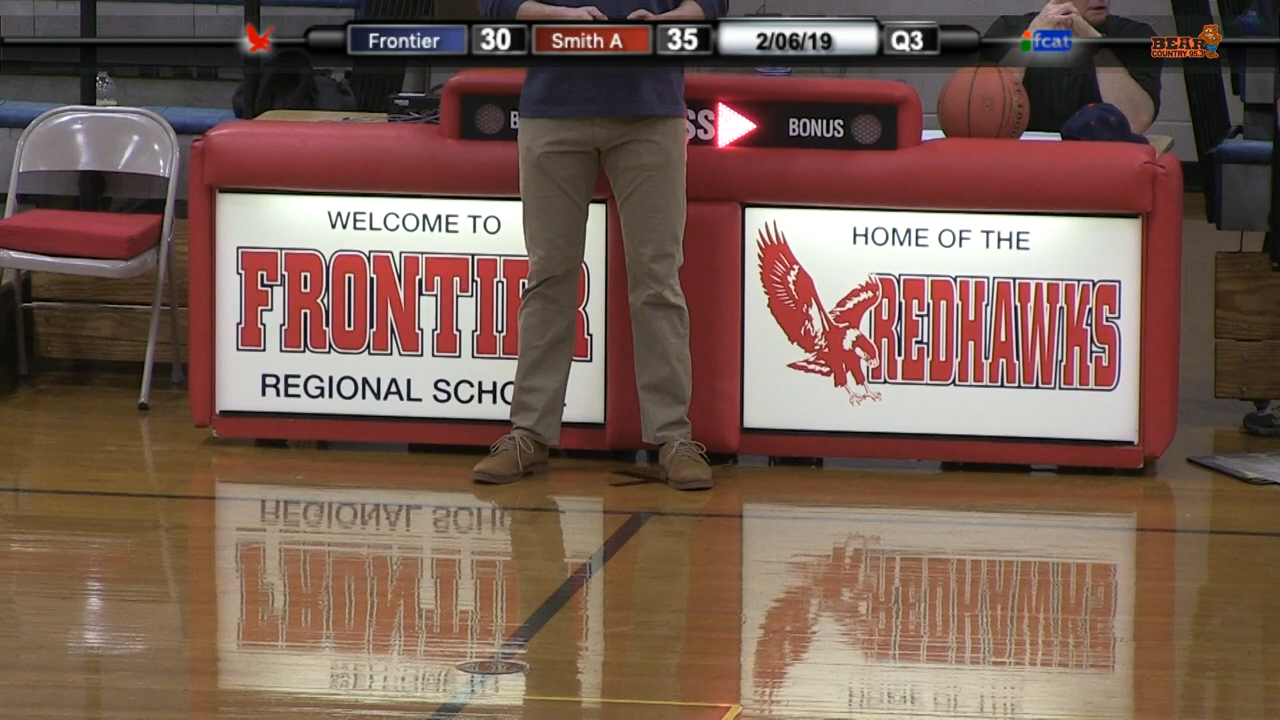 Frontier 30 Smith A 35 2/06/19 Q3 fcat
BEAR
COUNTRY 95.3
BONUS
WELCOME TO
FRONTIER
REGIONAL
HOME OF THE
REDHAWKS